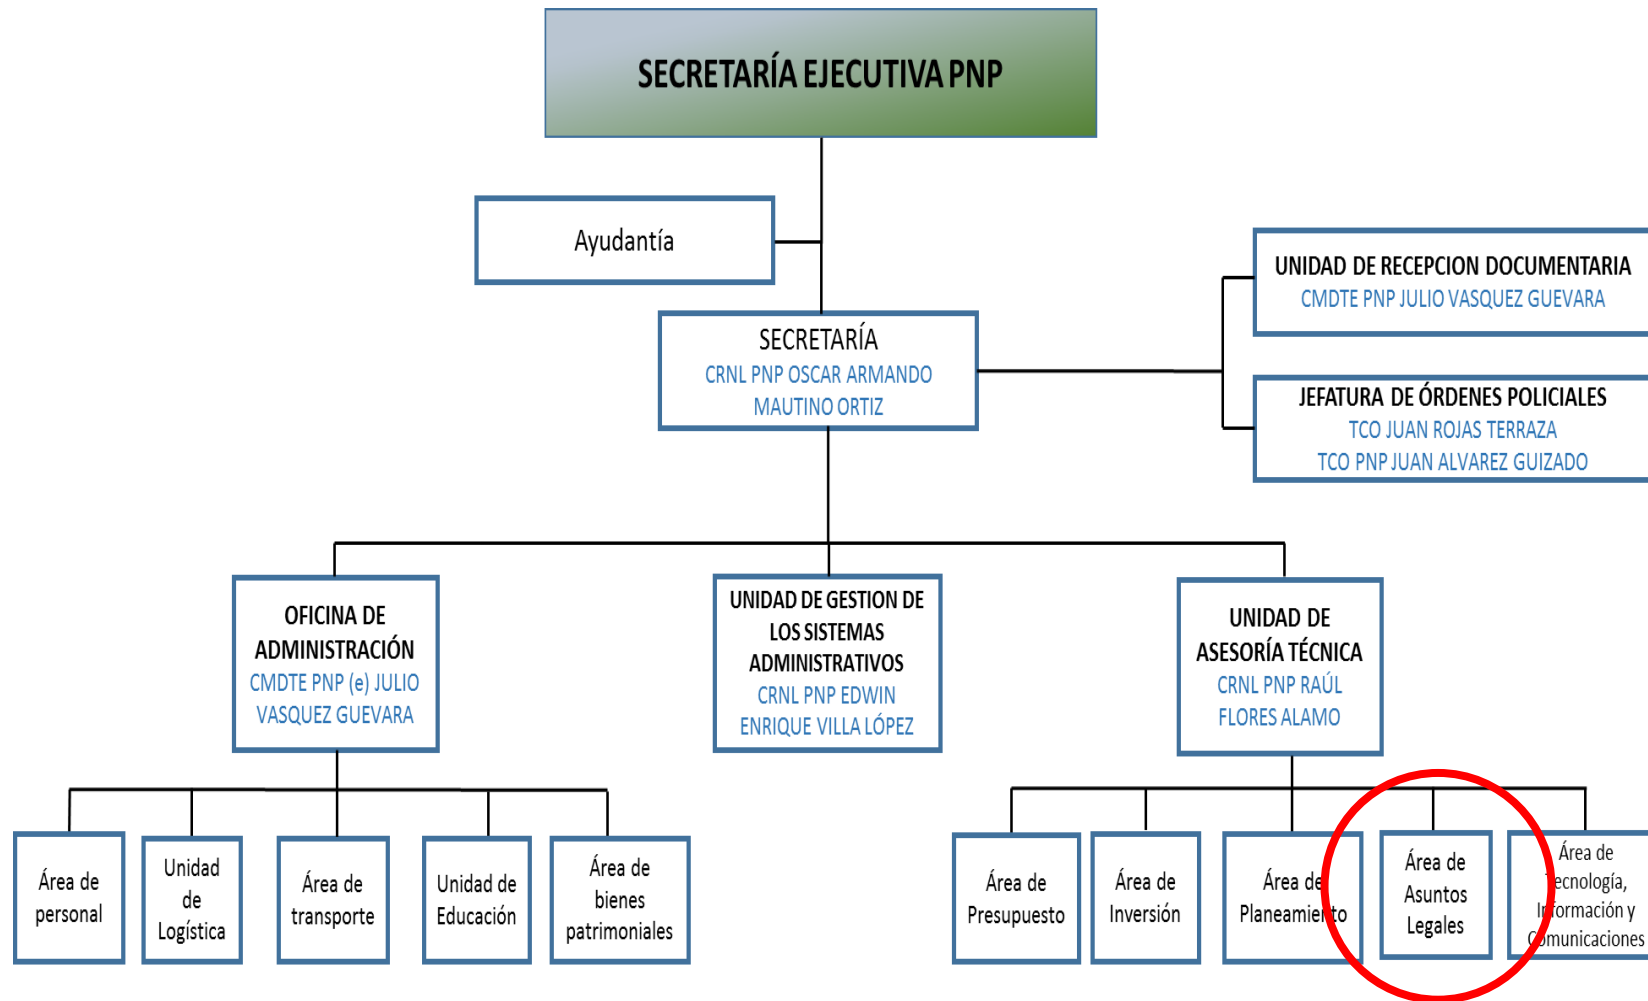 SECRETARÍA EJECUTIVA PNP
Ayudantía
UNIDAD DE RECEPCION DOCUMENTARIA
CMDTE PNP JULIO VASQUEZ GUEVARA
SECRETARÍA
CRNL PNP OSCAR ARMANDO
MAUTINO ORTIZ
JEFATURA DE ÓRDENES POLICIALES
TCO JUAN ROJAS TERRAZA
TCO PNP JUAN ALVAREZ GUIZADO
OFICINA DE
ADMINISTRACIÓN
CMDTE PNP (e) JULIO
VASQUEZ GUEVARA
UNIDAD DE GESTION DE
LOS SISTEMAS
ADMINISTRATIVOS
CRNL PNP EDWIN
ENRIQUE VILLA LÓPEZ
UNIDAD DE
ASESORÍA TÉCNICA
CRNL PNP RAÚL
FLORES ALAMO
Área de
personal
Unidad
de
Logística
Área de
transporte
Unidad de
Educación
Área de
bienes
patrimoniales
Área de
Presupuesto
Área de
Inversión
Área de
Planeamiento
Área de
Asuntos
Legales
Área de
Tecnología,
Información y
Comunicaciones